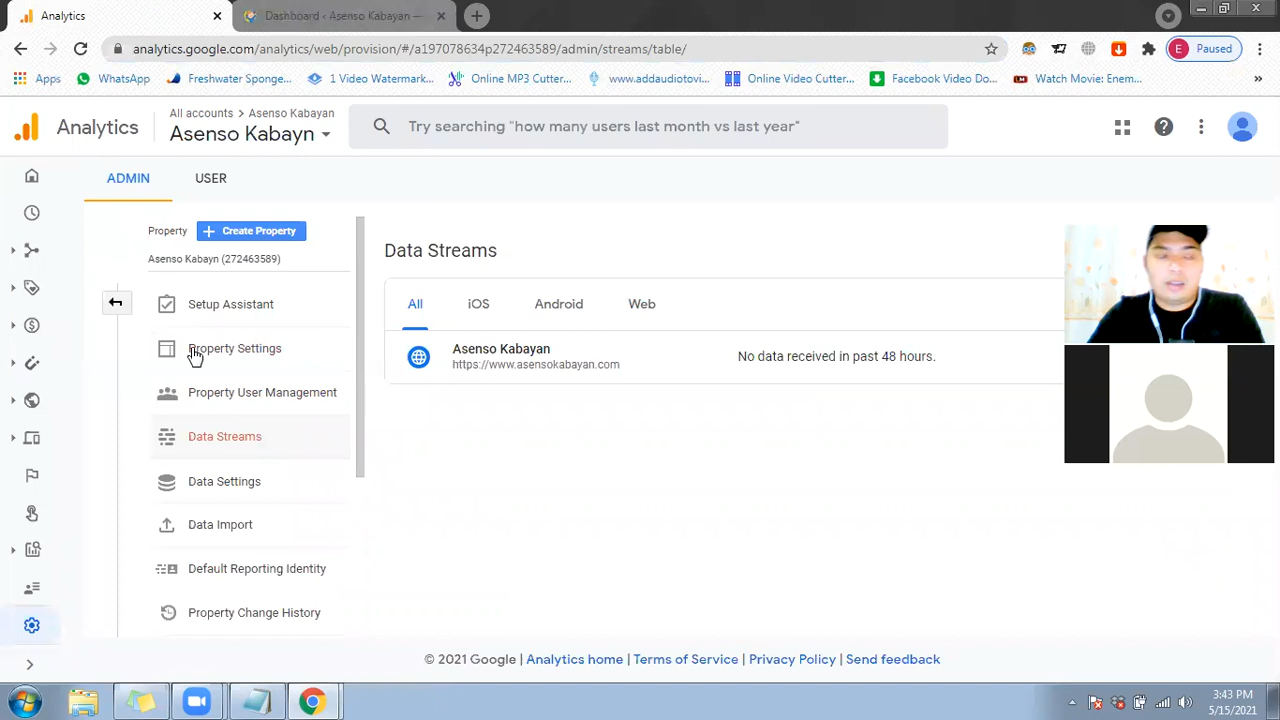 Analytics
Dashboard ‹ Asenso Kabayan —
analytics.google.com/analytics/web/provision/#/a197078634p272463589/admin/streams/table/
E Paused
Apps
WhatsApp
Freshwater Sponge...
1 Video Watermark...
Online MP3 Cutter...
www.addaudiotovi...
Online Video Cutter...
Facebook Video Do...
Watch Movie: Enem...
»
Analytics
All accounts > Asenso Kabayan
Asenso Kabayn
Try searching "how many users last month vs last year"
ADMIN
USER
Property
Create Property
Asenso Kabayn (272463589)
Setup Assistant
Property Settings
Property User Management
Data Streams
Data Settings
Data Import
Default Reporting Identity
Property Change History
Data Streams
All
iOS
Android
Web
Asenso Kabayan
https://www.asensokabayan.com
No data received in past 48 hours.
© 2021 Google | Analytics home | Terms of Service | Privacy Policy | Send feedback
3:43 PM
5/15/2021